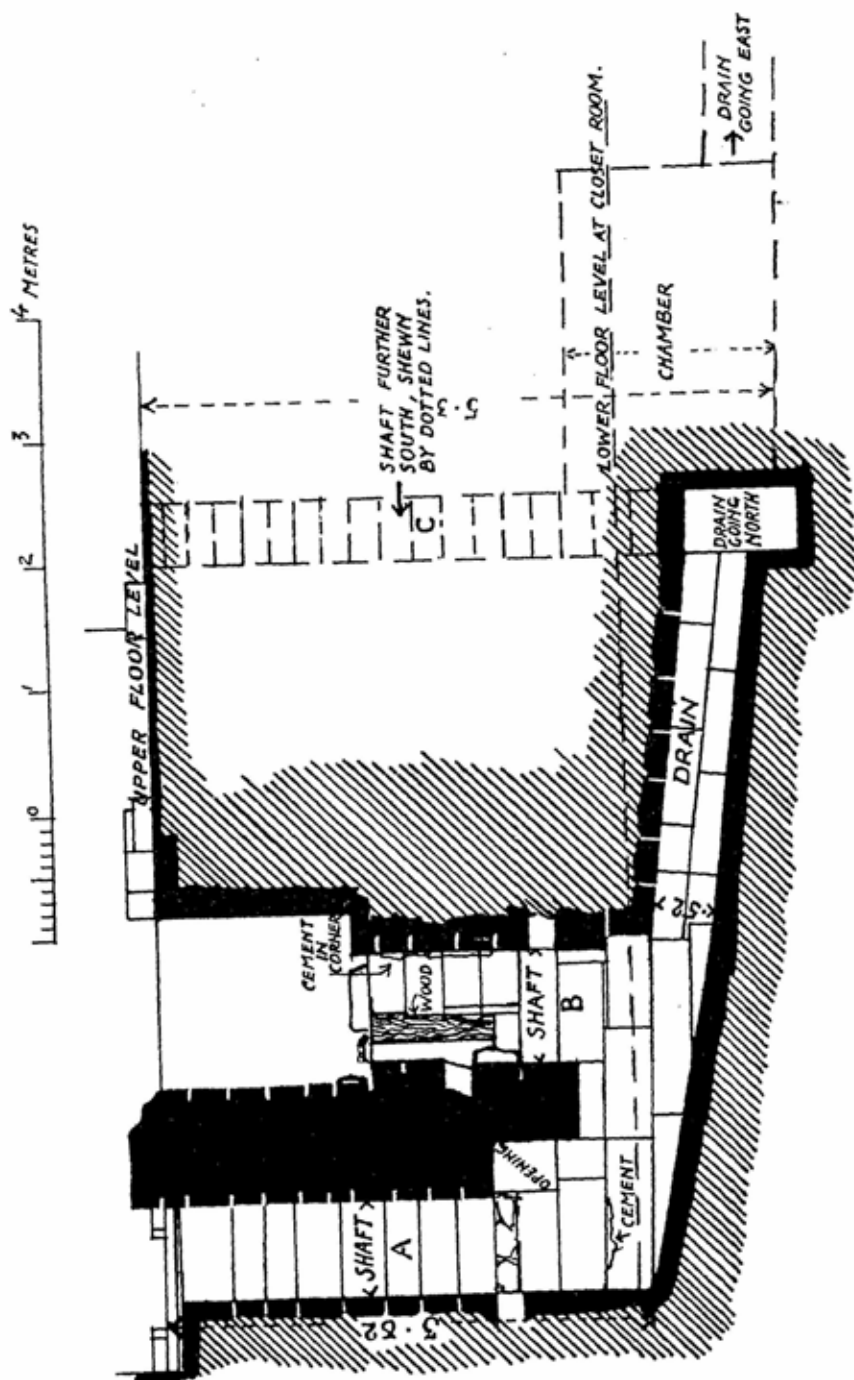 0 1 2 3 4 METRES
UPPER FLOOR LEVEL
SHAFT FURTHER
SOUTH, SHEWN
BY DOTTED LINES.
C
LOWER FLOOR LEVEL AT CLOSET ROOM.
CHAMBER
→ DRAIN
GOING EAST
DRAIN
GOING
NORTH
DRAIN
·52
CEMENT
IN
CORNER
WOOD
SHAFT
B
OPENING
CEMENT
SHAFT
A